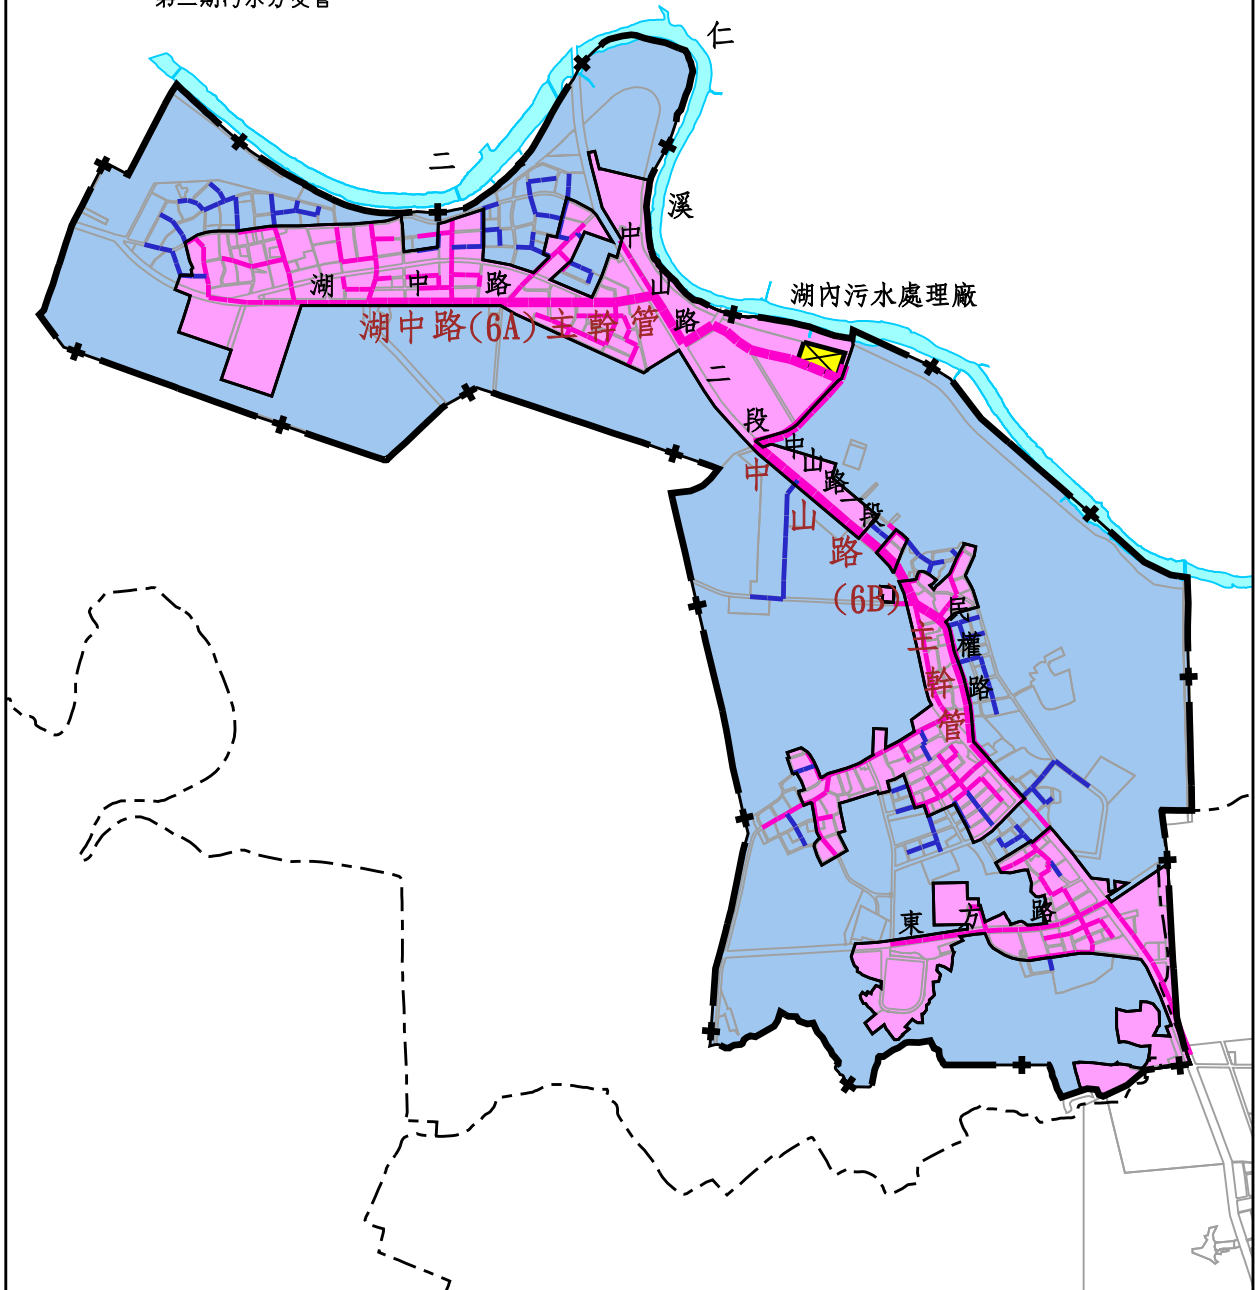 仁
二
溪
湖內污水處理廠
湖中路
中山路二段
湖中路(6A)主幹管
中山路一段
中山路(6B)主幹管
民權路
東方路